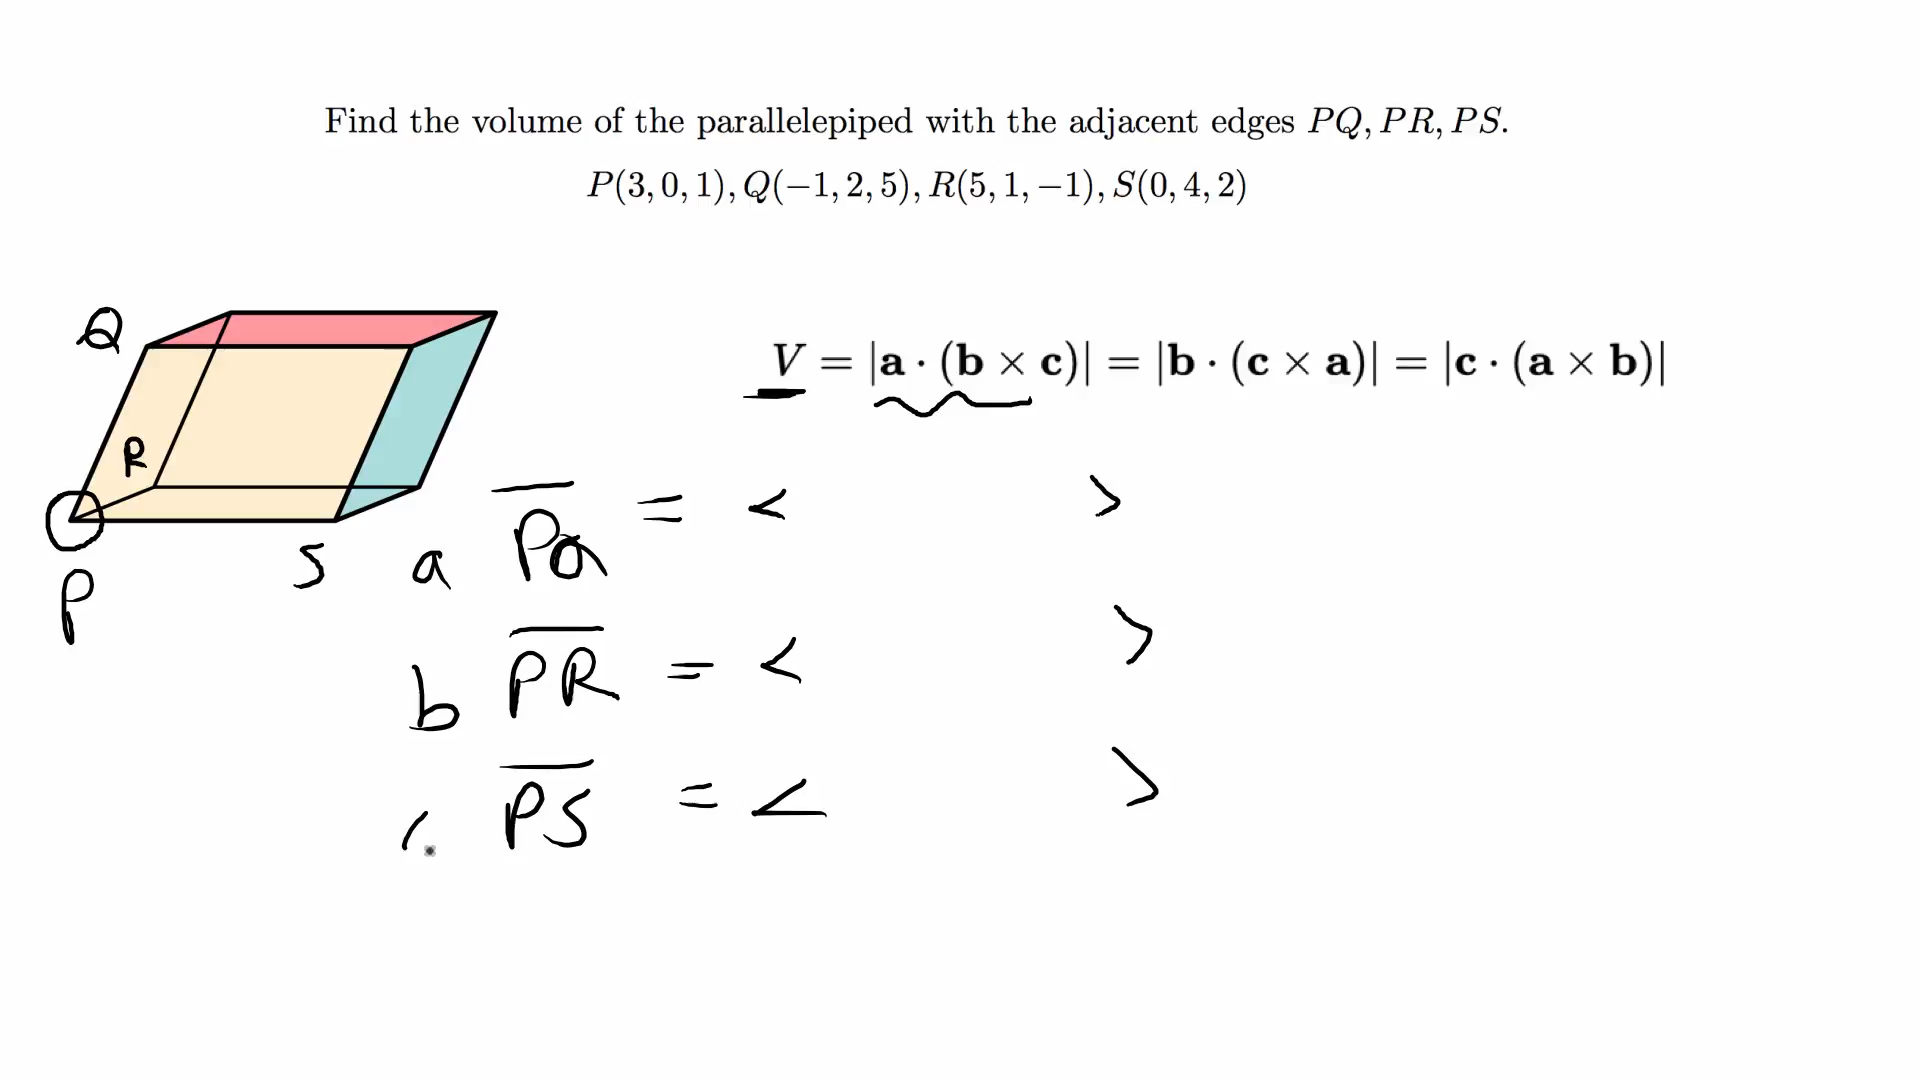 Find the volume of the parallelepiped with the adjacent edges PQ, PR, PS.
P(3, 0, 1), Q(−1, 2, 5), R(5, 1, −1), S(0, 4, 2)
Q
V = |a · (b × c)| = |b · (c × a)| = |c · (a × b)|
R
P
S
a PQ = < >
b PR = < >
PS = < >